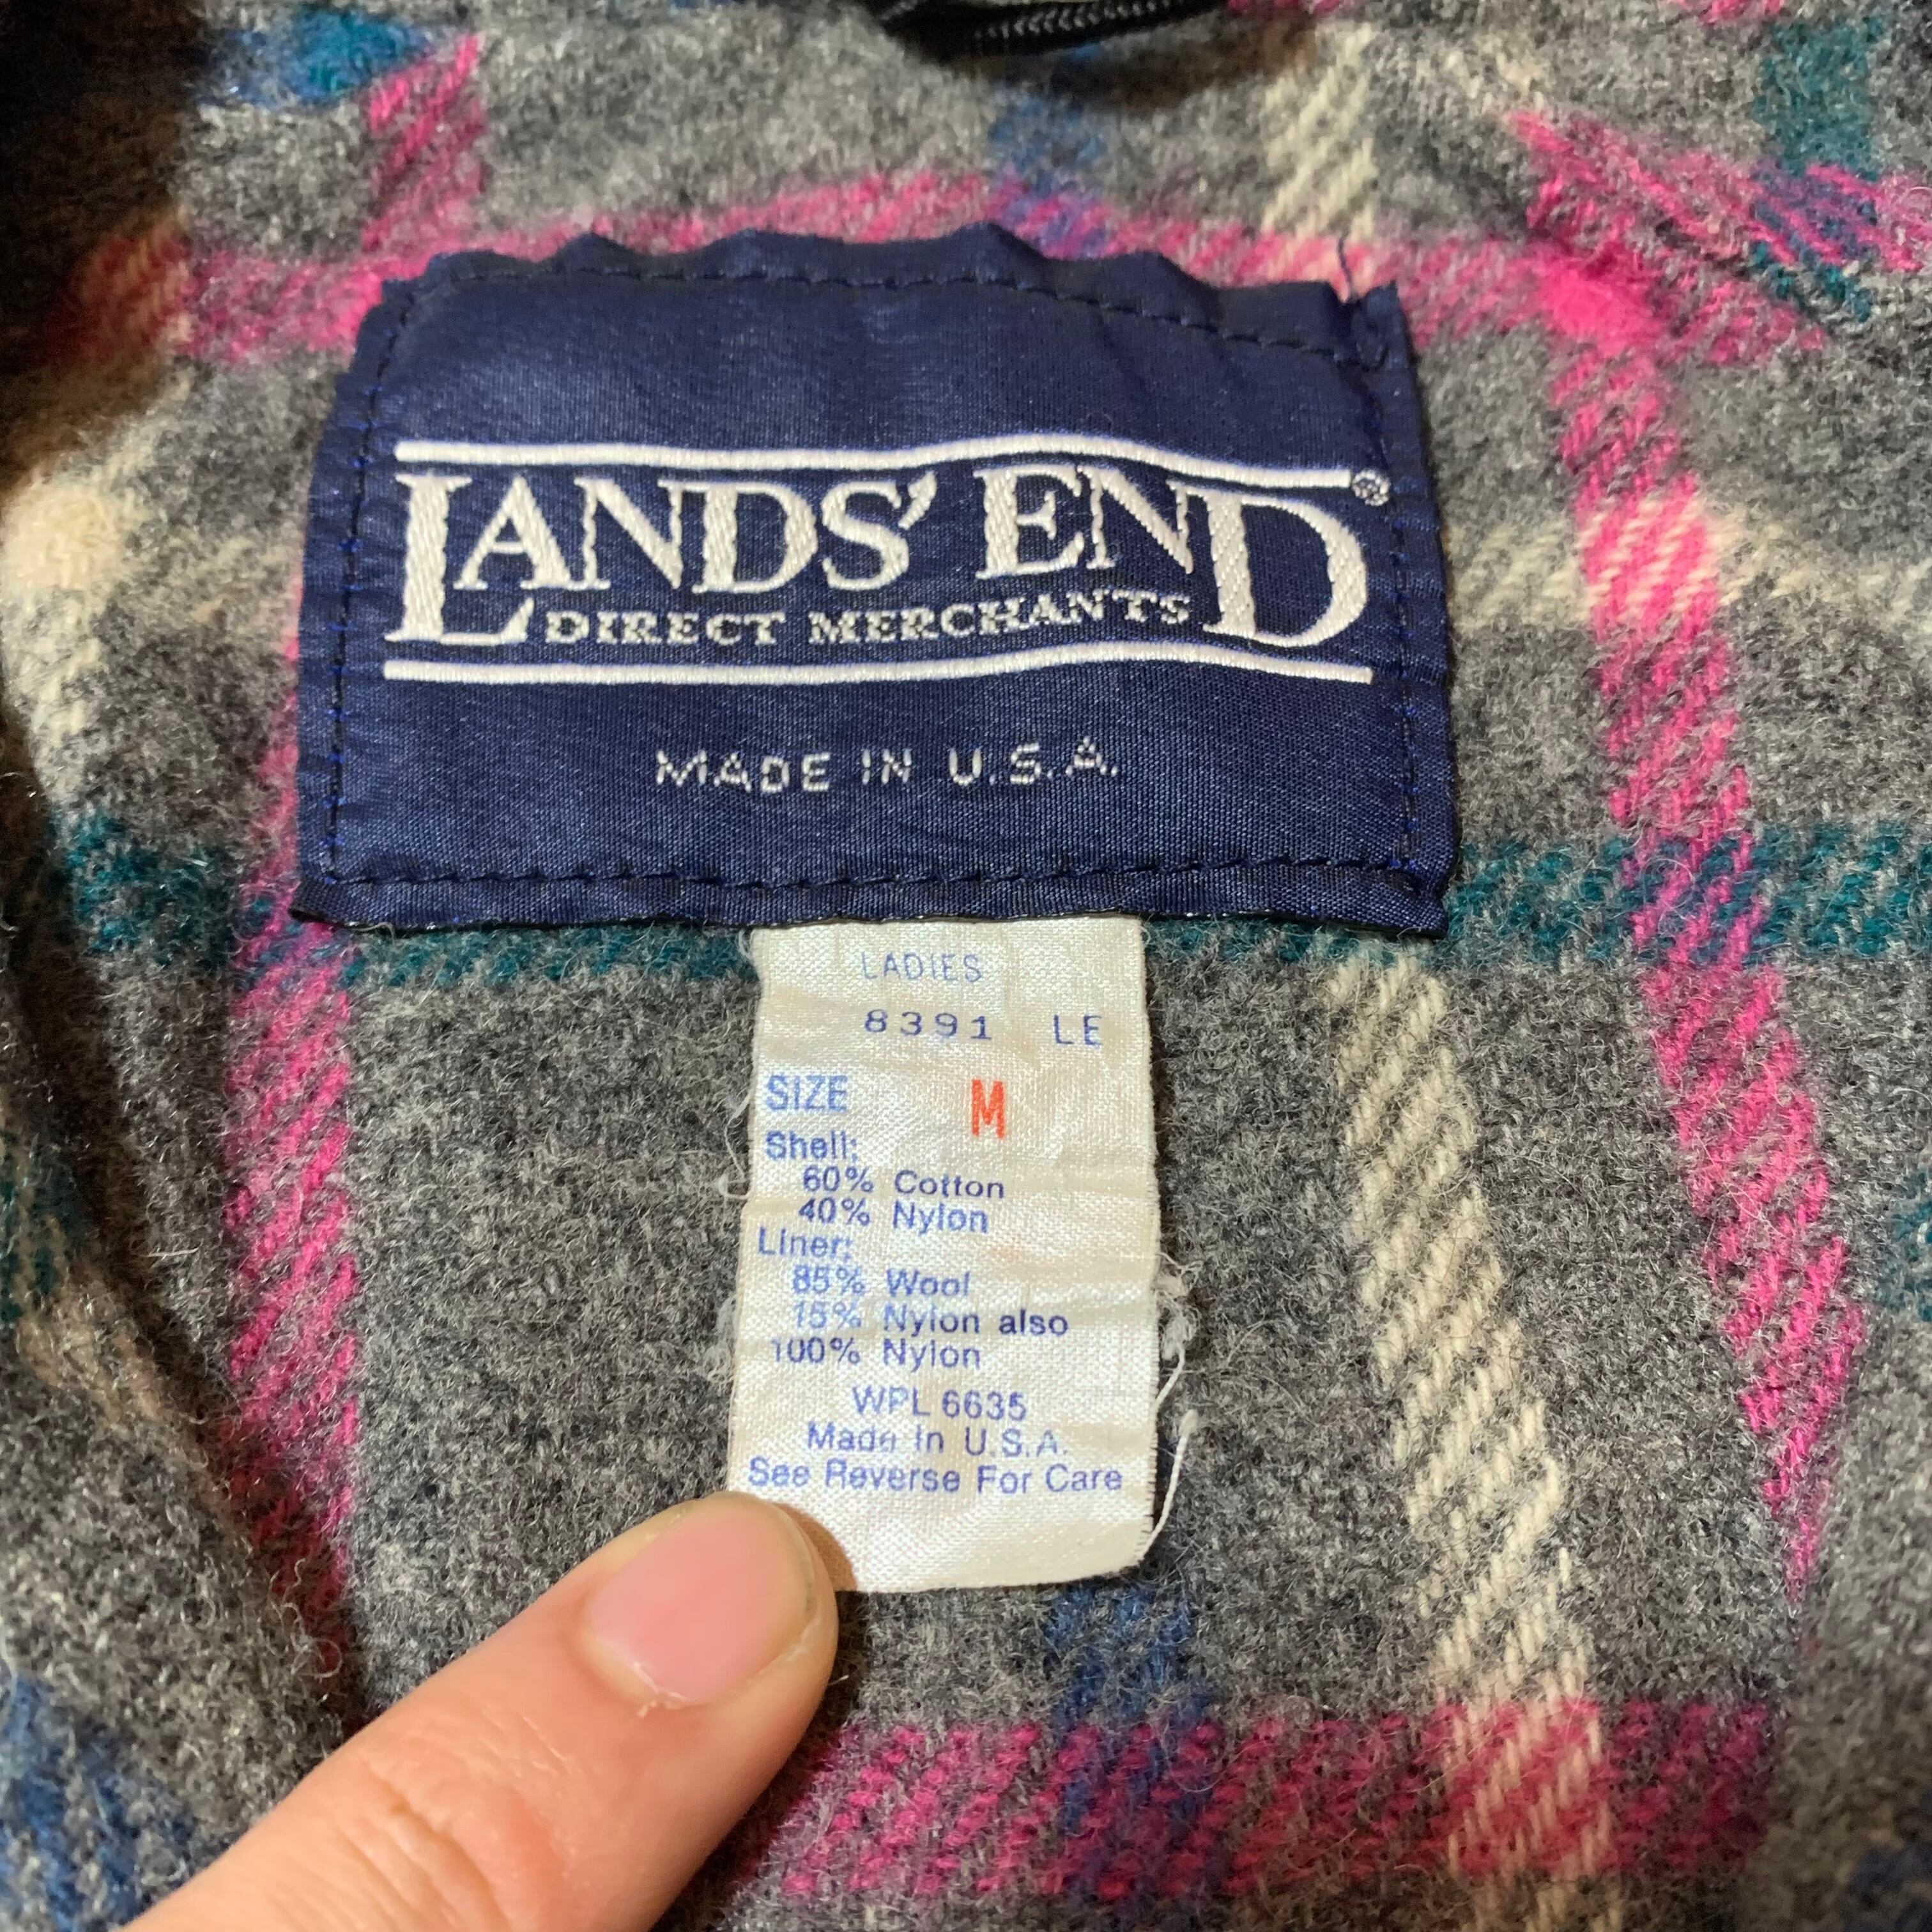 LANDS' END®
DIRECT MERCHANTS
MADE IN U.S.A.
LADIES
8391 LE
SIZE M
Shell:
60% Cotton
40% Nylon
Liner:
85% Wool
15% Nylon also
100% Nylon
WPL 6635
Made In U.S.A.
See Reverse For Care